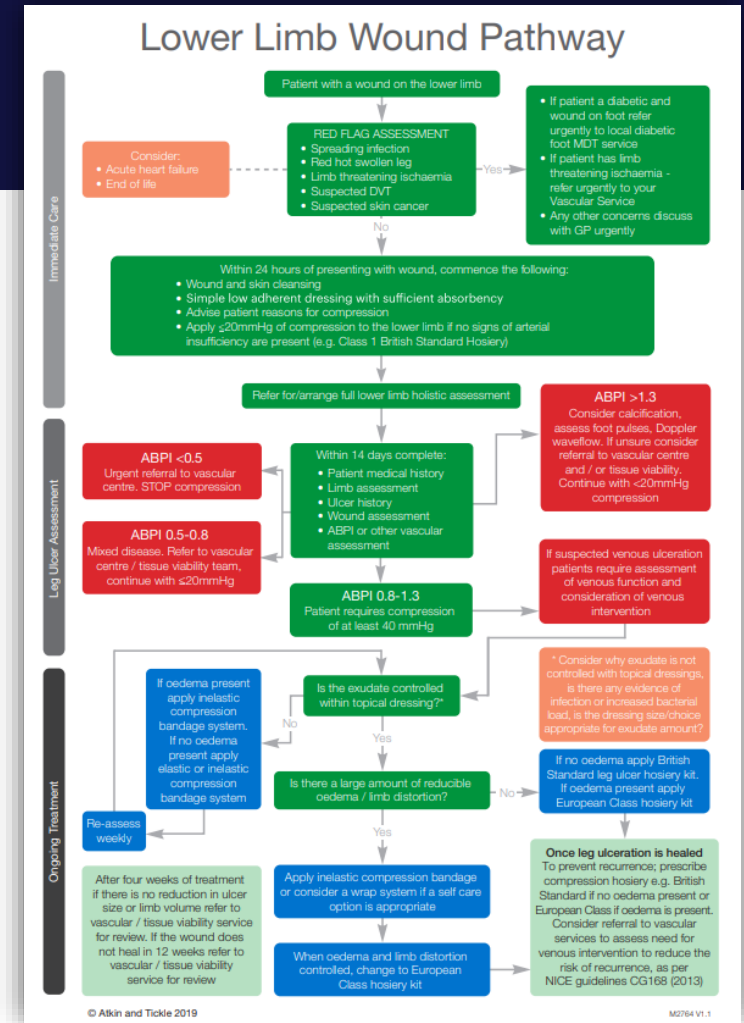 Lower Limb Wound Pathway
Immediate Care
Patient with a wound on the lower limb
Consider:
• Acute heart failure
• End of life
RED FLAG ASSESSMENT
• Spreading infection
• Red hot swollen leg
• Limb threatening ischaemia
• Suspected DVT
• Suspected skin cancer
Yes
• If patient a diabetic and
wound on foot refer
urgently to local diabetic
foot MDT service
• If patient has limb
threatening ischaemia -
refer urgently to your
Vascular Service
• Any other concerns discuss
with GP urgently
No
Within 24 hours of presenting with wound, commence the following:
• Wound and skin cleansing
• Simple low adherent dressing with sufficient absorbency
• Advise patient reasons for compression
• Apply ≤20mmHg of compression to the lower limb if no signs of arterial
insufficiency are present (e.g. Class 1 British Standard Hosiery)
Refer for/arrange full lower limb holistic assessment
Leg Ulcer Assessment
ABPI <0.5
Urgent referral to vascular
centre. STOP compression
ABPI 0.5-0.8
Mixed disease. Refer to vascular
centre / tissue viability team,
continue with ≤20mmHg
Within 14 days complete:
• Patient medical history
• Limb assessment
• Ulcer history
• Wound assessment
• ABPI or other vascular
assessment
ABPI >1.3
Consider calcification,
assess foot pulses, Doppler
waveflow. If unsure consider
referral to vascular centre
and / or tissue viability.
Continue with <20mmHg
compression
ABPI 0.8-1.3
Patient requires compression
of at least 40 mmHg
If suspected venous ulceration
patients require assessment
of venous function and
consideration of venous
intervention
Ongoing Treatment
If oedema present
apply inelastic
compression
bandage system.
If no oedema
present apply
elastic or inelastic
compression
bandage system
Re-assess
weekly
No
Is the exudate controlled
within topical dressing?*
Yes
* Consider why exudate is not
controlled with topical dressings,
is there any evidence of
infection or increased bacterial
load, is the dressing size/choice
appropriate for exudate amount?
Is there a large amount of reducible
oedema / limb distortion?
No
If no oedema apply British
Standard leg ulcer hosiery kit.
If oedema present apply
European Class hosiery kit
Yes
After four weeks of treatment
if there is no reduction in ulcer
size or limb volume refer to
vascular / tissue viability service
for review. If the wound does
not heal in 12 weeks refer to
vascular / tissue viability
service for review
Apply inelastic compression bandage
or consider a wrap system if a self care
option is appropriate
When oedema and limb distortion
controlled, change to European
Class hosiery kit
Once leg ulceration is healed
To prevent recurrence; prescribe
compression hosiery e.g. British
Standard if no oedema present or
European Class if oedema is present.
Consider referral to vascular
services to assess need for
venous intervention to reduce the
risk of recurrence, as per
NICE guidelines CG168 (2013)
© Atkin and Tickle 2019
M2764 V1.1